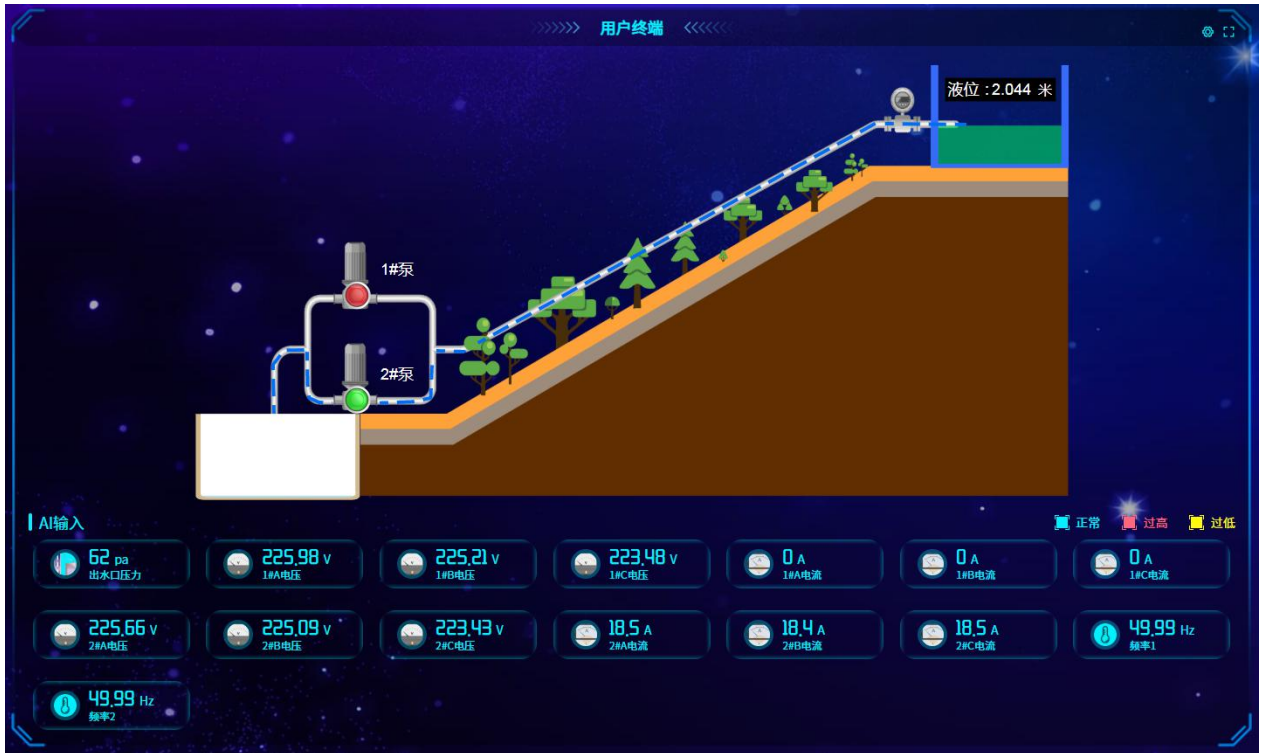 用户终端
液位 :2.044 米
1#泵
2#泵
AI输入
正常
过高
过低
62 pa
出水口压力
225.98 V
1#A电压
225.21 V
1#B电压
223.48 V
1#C电压
0 A
1#A电流
0 A
1#B电流
0 A
1#C电流
225.66 V
2#A电压
225.09 V
2#B电压
223.43 V
2#C电压
18.5 A
2#A电流
18.4 A
2#B电流
18.5 A
2#C电流
49.99 Hz
频率1
49.99 Hz
频率2